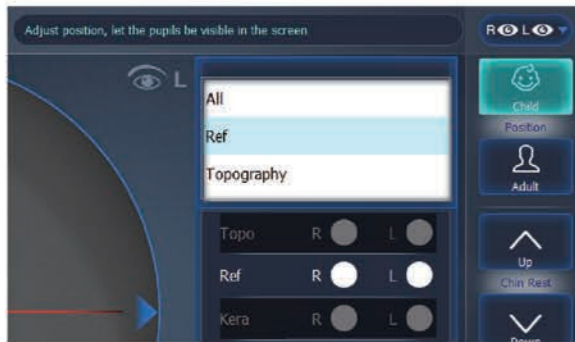 Adjust position, let the pupils be visible in the screen
R L
L
All
Ref
Topography
Topo R L
Ref R L
Kera R L
Child
Position
Adult
Up
Chin Rest
Down